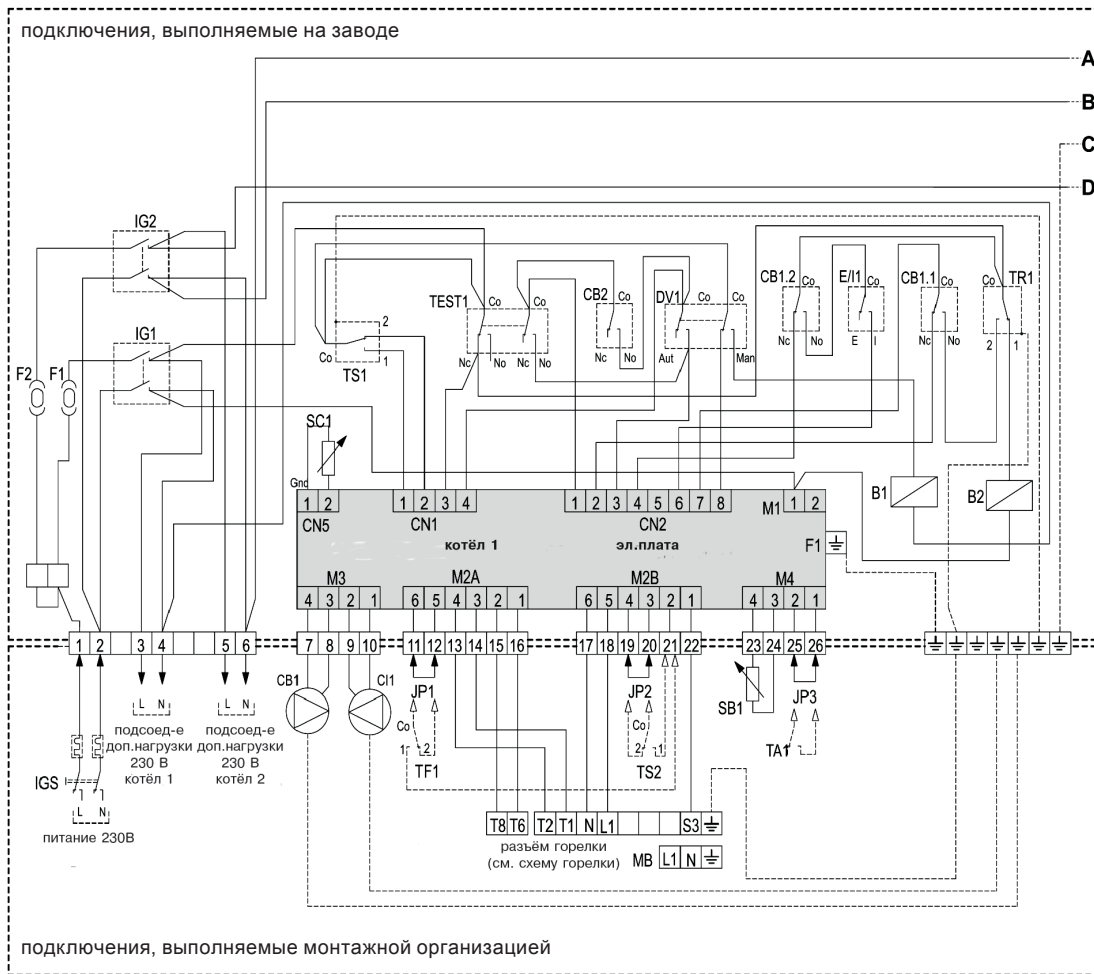 подключения, выполняемые на заводе
A
B
C
D
IG2
IG1
F2 F1
TEST1 Co Co
Nc No Nc No
CB2 Co
Nc No
DV1 Co Co
Aut Man
CB1.2 Co
Nc No
E/I1 Co
E I
CB1.1 Co
Nc No
Co TR1
2 1
2
Co 1
TS1
SC1
Gnd
B1
B2
1 2
CN5
1 2 3 4
CN1
1 2 3 4 5 6 7 8
CN2
M1 1 2
котёл 1 эл.плата
F1
M3
4 3 2 1
M2A
6 5 4 3 2 1
M2B
6 5 4 3 2 1
M4
4 3 2 1
1 2 3 4 5 6
7 8 9 10
11 12 13 14 15 16
17 18 19 20 21 22
23 24 25 26
CB1
CI1
JP1
Co
1 2
TF1
JP2
Co
2 1
TS2
SB1
JP3
TA1
L N
подсоед-е
доп.нагрузки
230 В
котёл 1
L N
подсоед-е
доп.нагрузки
230 В
котёл 2
IGS
L N
питание 230В
T8 T6 T2 T1 N L1 S3
разъём горелки
(см. схему горелки)
MB L1 N
подключения, выполняемые монтажной организацией